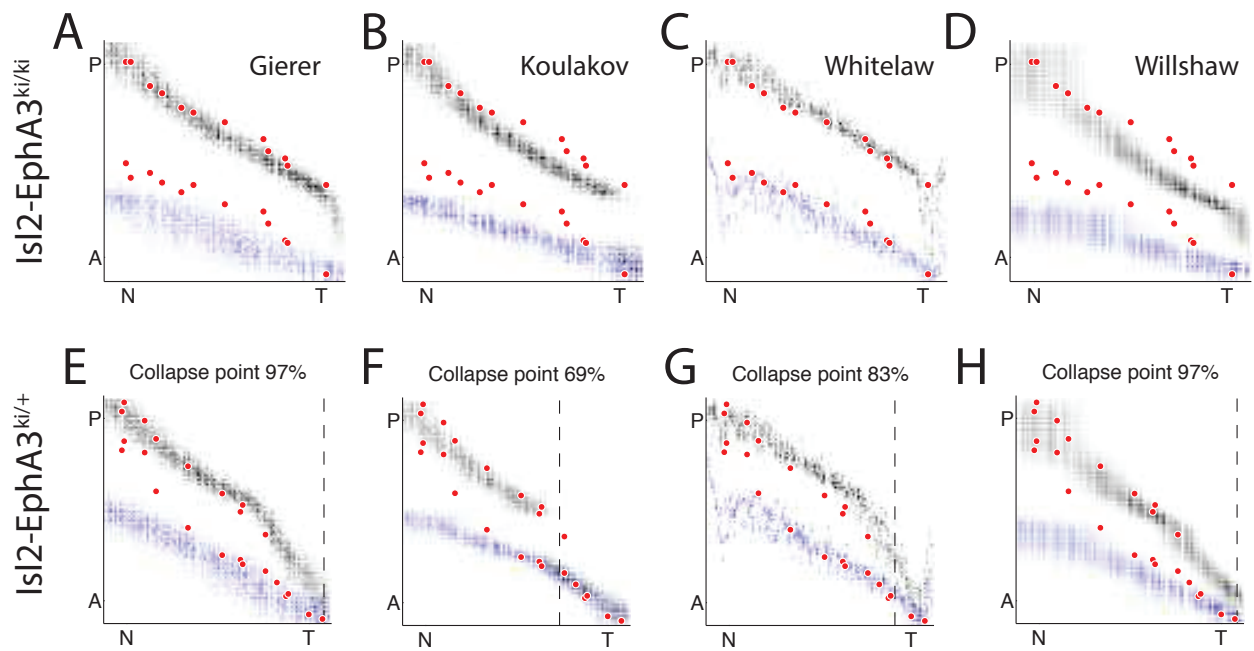 A
B
C
D
Gierer
Koulakov
Whitelaw
Willshaw
Isl2-EphA3ki/ki
P
A
N
T
P
A
N
T
P
A
N
T
P
A
N
T
E
F
G
H
Collapse point 97%
Collapse point 69%
Collapse point 83%
Collapse point 97%
Isl2-EphA3ki/+
P
A
N
T
P
A
N
T
P
A
N
T
P
A
N
T